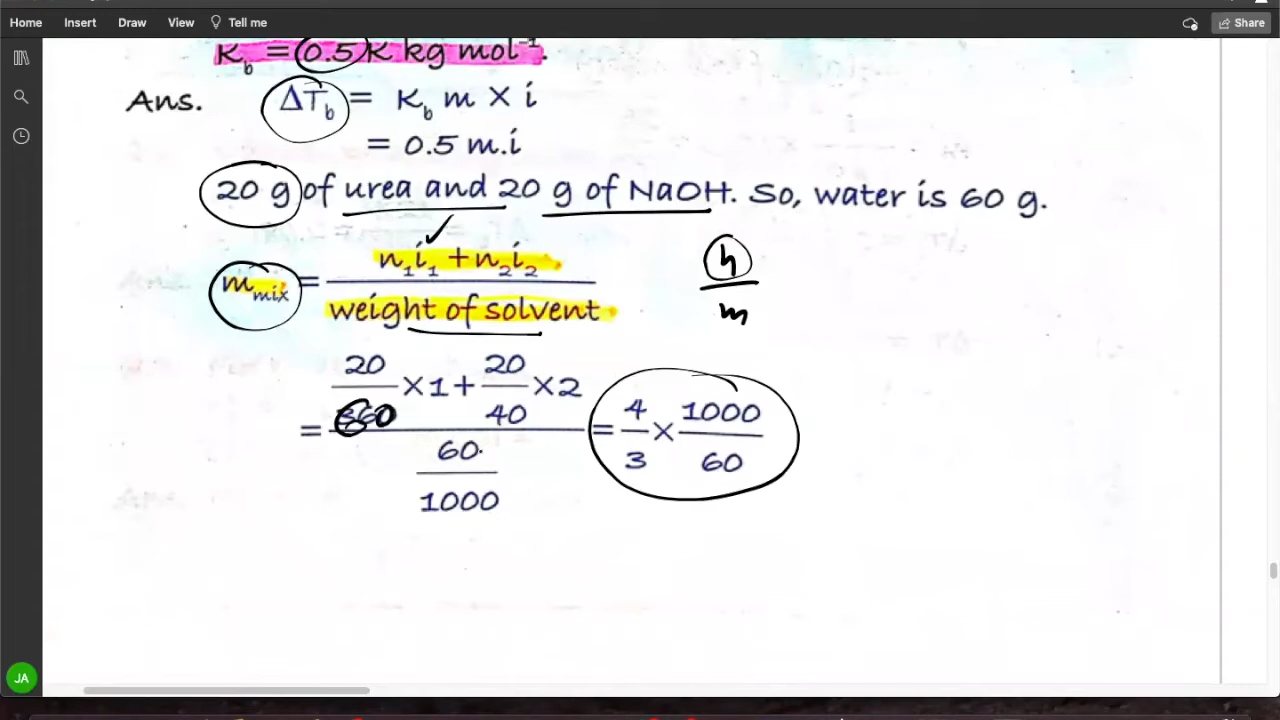 Home Insert Draw View Tell me Share
K_b = 0.5 K kg mol⁻¹.
Ans. ΔT_b = K_b m × i
= 0.5 m.i
20 g of urea and 20 g of NaOH. So, water is 60 g.
m_mix = (n₁i₁ + n₂i₂) / weight of solvent
n / m
= (20/60 × 1 + 20/40 × 2) / (60/1000) = 4/3 × 1000/60
JA